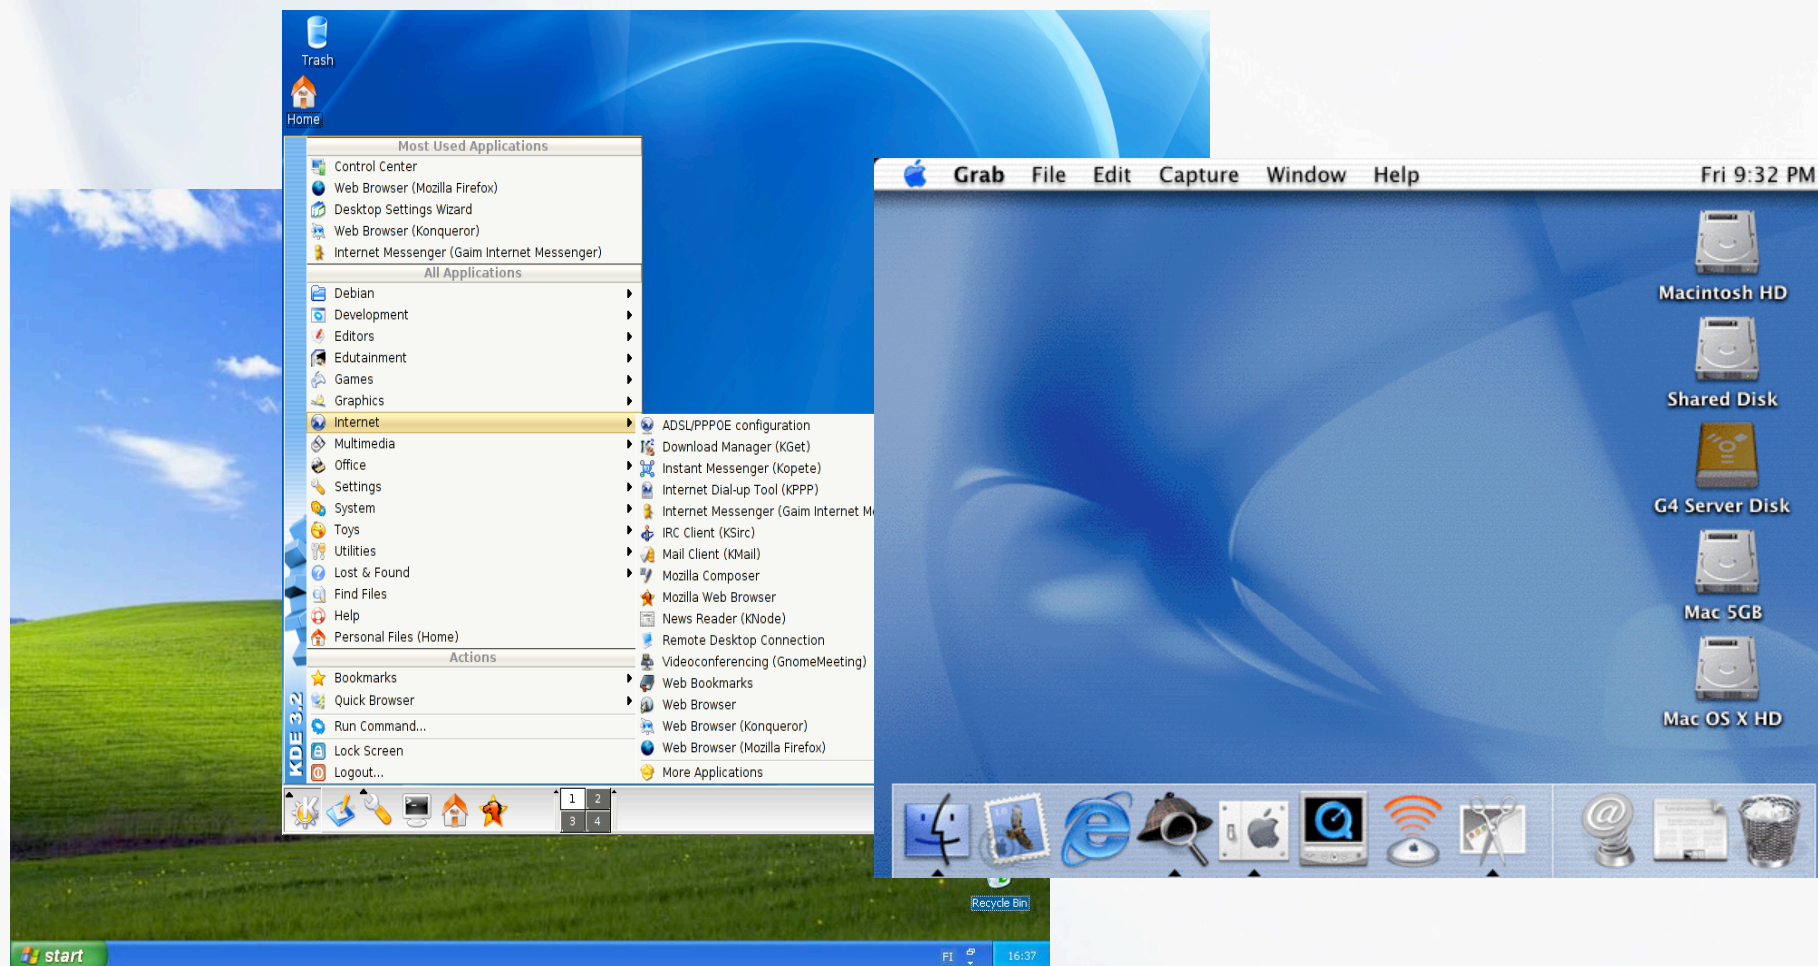 Trash
Home
Most Used Applications
Control Center
Web Browser (Mozilla Firefox)
Desktop Settings Wizard
Web Browser (Konqueror)
Internet Messenger (Gaim Internet Messenger)
All Applications
Debian
Development
Editors
Edutainment
Games
Graphics
Internet
Multimedia
Office
Settings
System
Toys
Utilities
Lost & Found
Find Files
Help
Personal Files (Home)
Actions
Bookmarks
Quick Browser
Run Command...
Lock Screen
Logout...
KDE 3.2
ADSL/PPPOE configuration
Download Manager (KGet)
Instant Messenger (Kopete)
Internet Dial-up Tool (KPPP)
Internet Messenger (Gaim Internet M
IRC Client (KSirc)
Mail Client (KMail)
Mozilla Composer
Mozilla Web Browser
News Reader (KNode)
Remote Desktop Connection
Videoconferencing (GnomeMeeting)
Web Bookmarks
Web Browser
Web Browser (Konqueror)
Web Browser (Mozilla Firefox)
More Applications
1 2
3 4
Grab File Edit Capture Window Help Fri 9:32 PM
Macintosh HD
Shared Disk
G4 Server Disk
Mac 5GB
Mac OS X HD
Recycle Bin
start FI 16:37